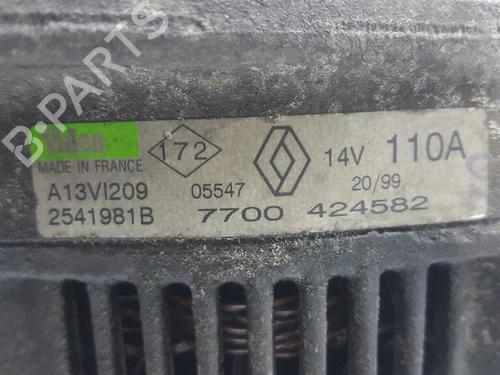 B-PARTS
Valeo
MADE IN FRANCE
172
14V 110A
A13VI209 05547 20/99
2541981B 7700 424582